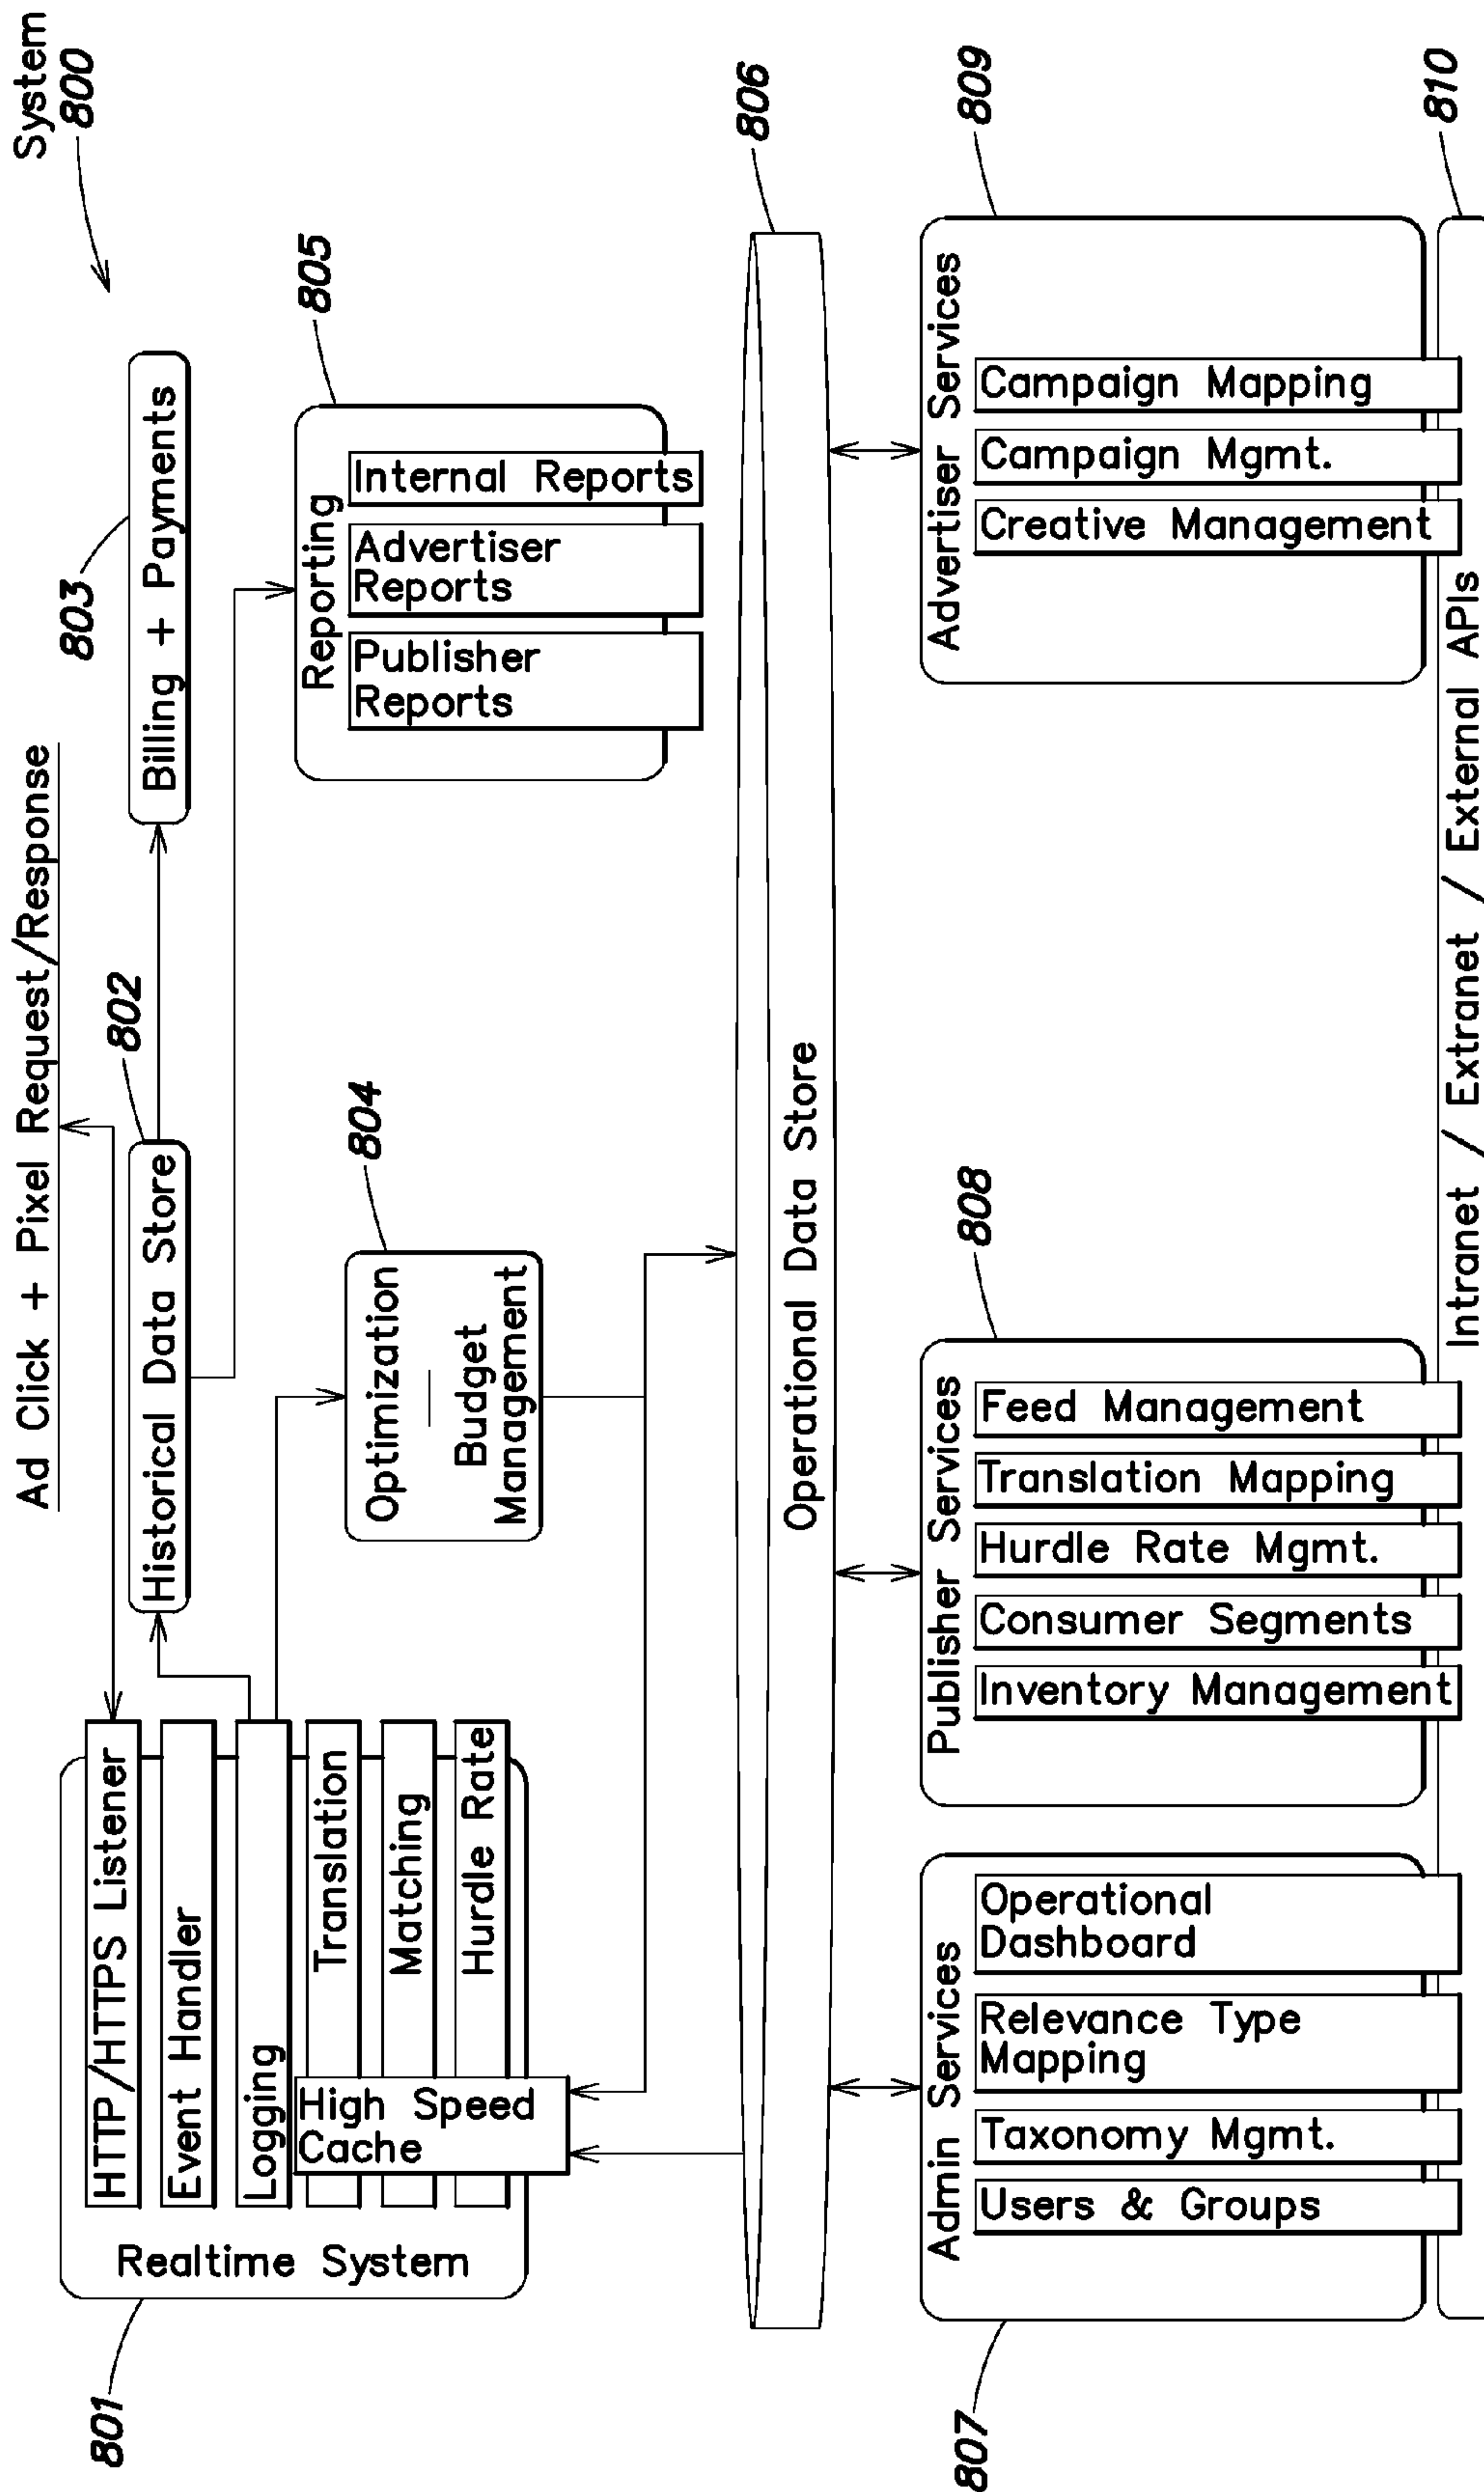 System
800
Ad Click + Pixel Request/Response
801
HTTP/HTTPS Listener
Event Handler
Logging
Translation
Matching
Hurdle Rate
High Speed
Cache
Realtime System
802
Historical Data Store
803
Billing + Payments
804
Optimization
Budget
Management
805
Reporting
Publisher
Reports
Advertiser
Reports
Internal Reports
806
Operational Data Store
807
Admin Services
Users & Groups
Taxonomy Mgmt.
Relevance Type
Mapping
Operational
Dashboard
808
Publisher Services
Inventory Management
Consumer Segments
Hurdle Rate Mgmt.
Translation Mapping
Feed Management
809
Advertiser Services
Creative Management
Campaign Mgmt.
Campaign Mapping
810
Intranet / Extranet / External APIs